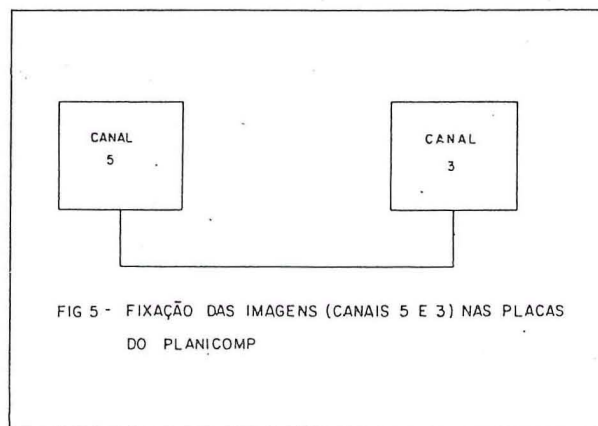 CANAL
5
CANAL
3
FIG 5 - FIXAÇÃO DAS IMAGENS (CANAIS 5 E 3) NAS PLACAS
DO PLANICOMP